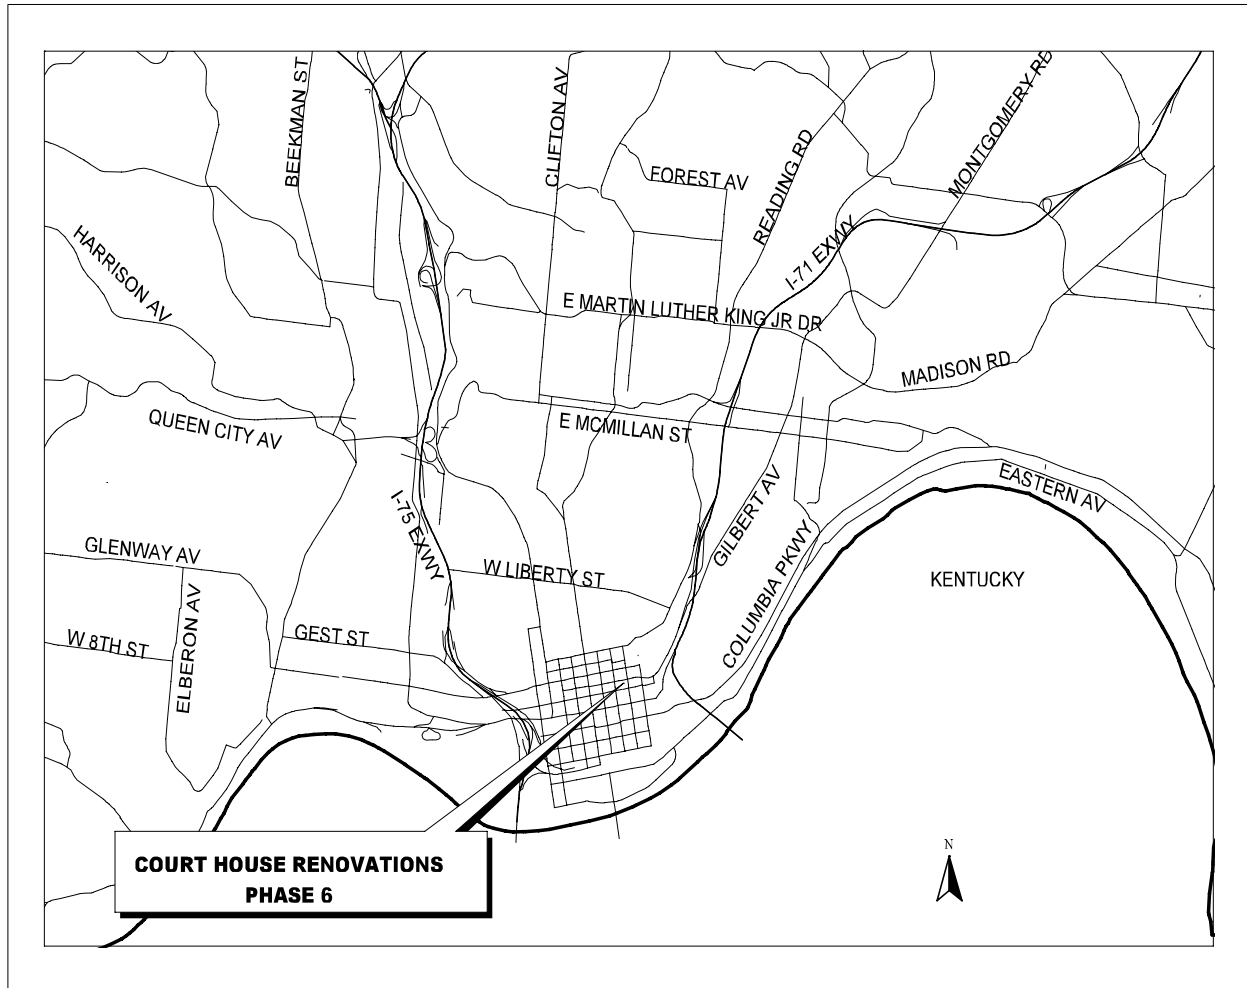 BEEKMAN ST
CLIFTON AV
MONTGOMERY RD
READING RD
FOREST AV
HARRISON AV
I-71 EXWY
E MARTIN LUTHER KING JR DR
MADISON RD
QUEEN CITY AV
E MCMILLAN ST
EASTERN AV
I-75 EXWY
GILBERT AV
GLENWAY AV
W LIBERTY ST
COLUMBIA PKWY
KENTUCKY
ELBERON AV
W 8TH ST
GEST ST
N
COURT HOUSE RENOVATIONS
PHASE 6